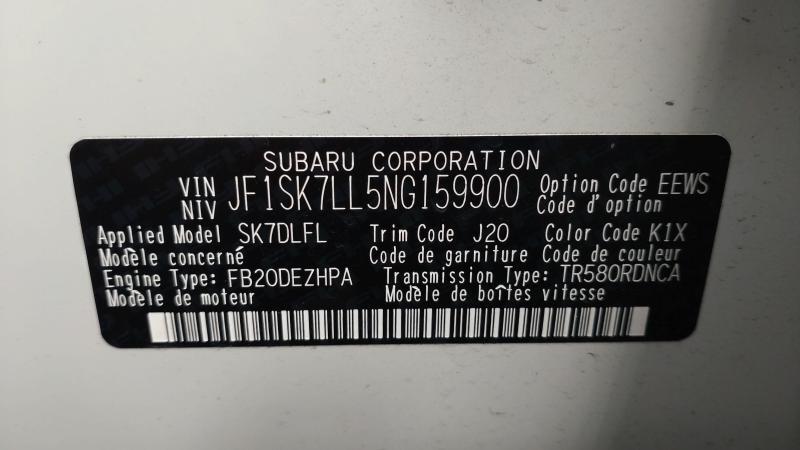 SUBARU CORPORATION
VIN JF1SK7LL5NG159900 Option Code EEWS
NIV Code d'option
Applied Model SK7DLFL Trim Code J20 Color Code K1X
Modèle concerné Code de garniture Code de couleur
Engine Type: FB20DEZHPA Transmission Type: TR580RDNCA
Modèle de moteur Modèle de boîtes vitesse